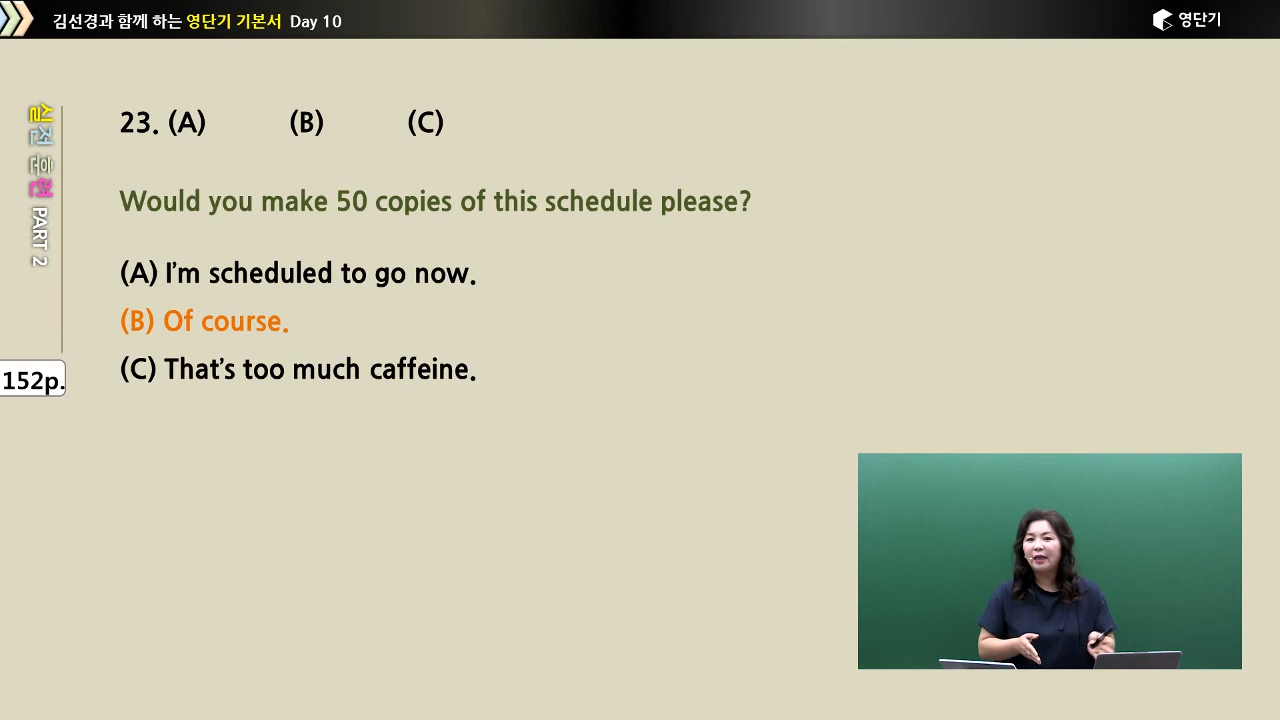 김선경과 함께 하는 영단기 기본서 Day 10
영단기
실전 훈련 PART 2
152p.
23. (A) (B) (C)
Would you make 50 copies of this schedule please?
(A) I'm scheduled to go now.
(B) Of course.
(C) That's too much caffeine.